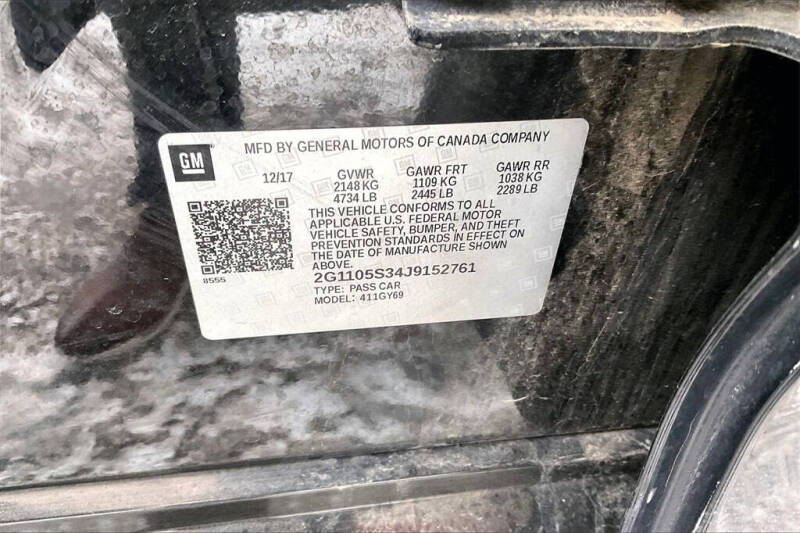 GM
MFD BY GENERAL MOTORS OF CANADA COMPANY
12/17 GVWR GAWR FRT GAWR RR
2148 KG 1109 KG 1038 KG
4734 LB 2445 LB 2289 LB
THIS VEHICLE CONFORMS TO ALL
APPLICABLE U.S. FEDERAL MOTOR
VEHICLE SAFETY, BUMPER, AND THEFT
PREVENTION STANDARDS IN EFFECT ON
THE DATE OF MANUFACTURE SHOWN
ABOVE.
8555
2G1105S34J9152761
TYPE: PASS CAR
MODEL: 411GY69